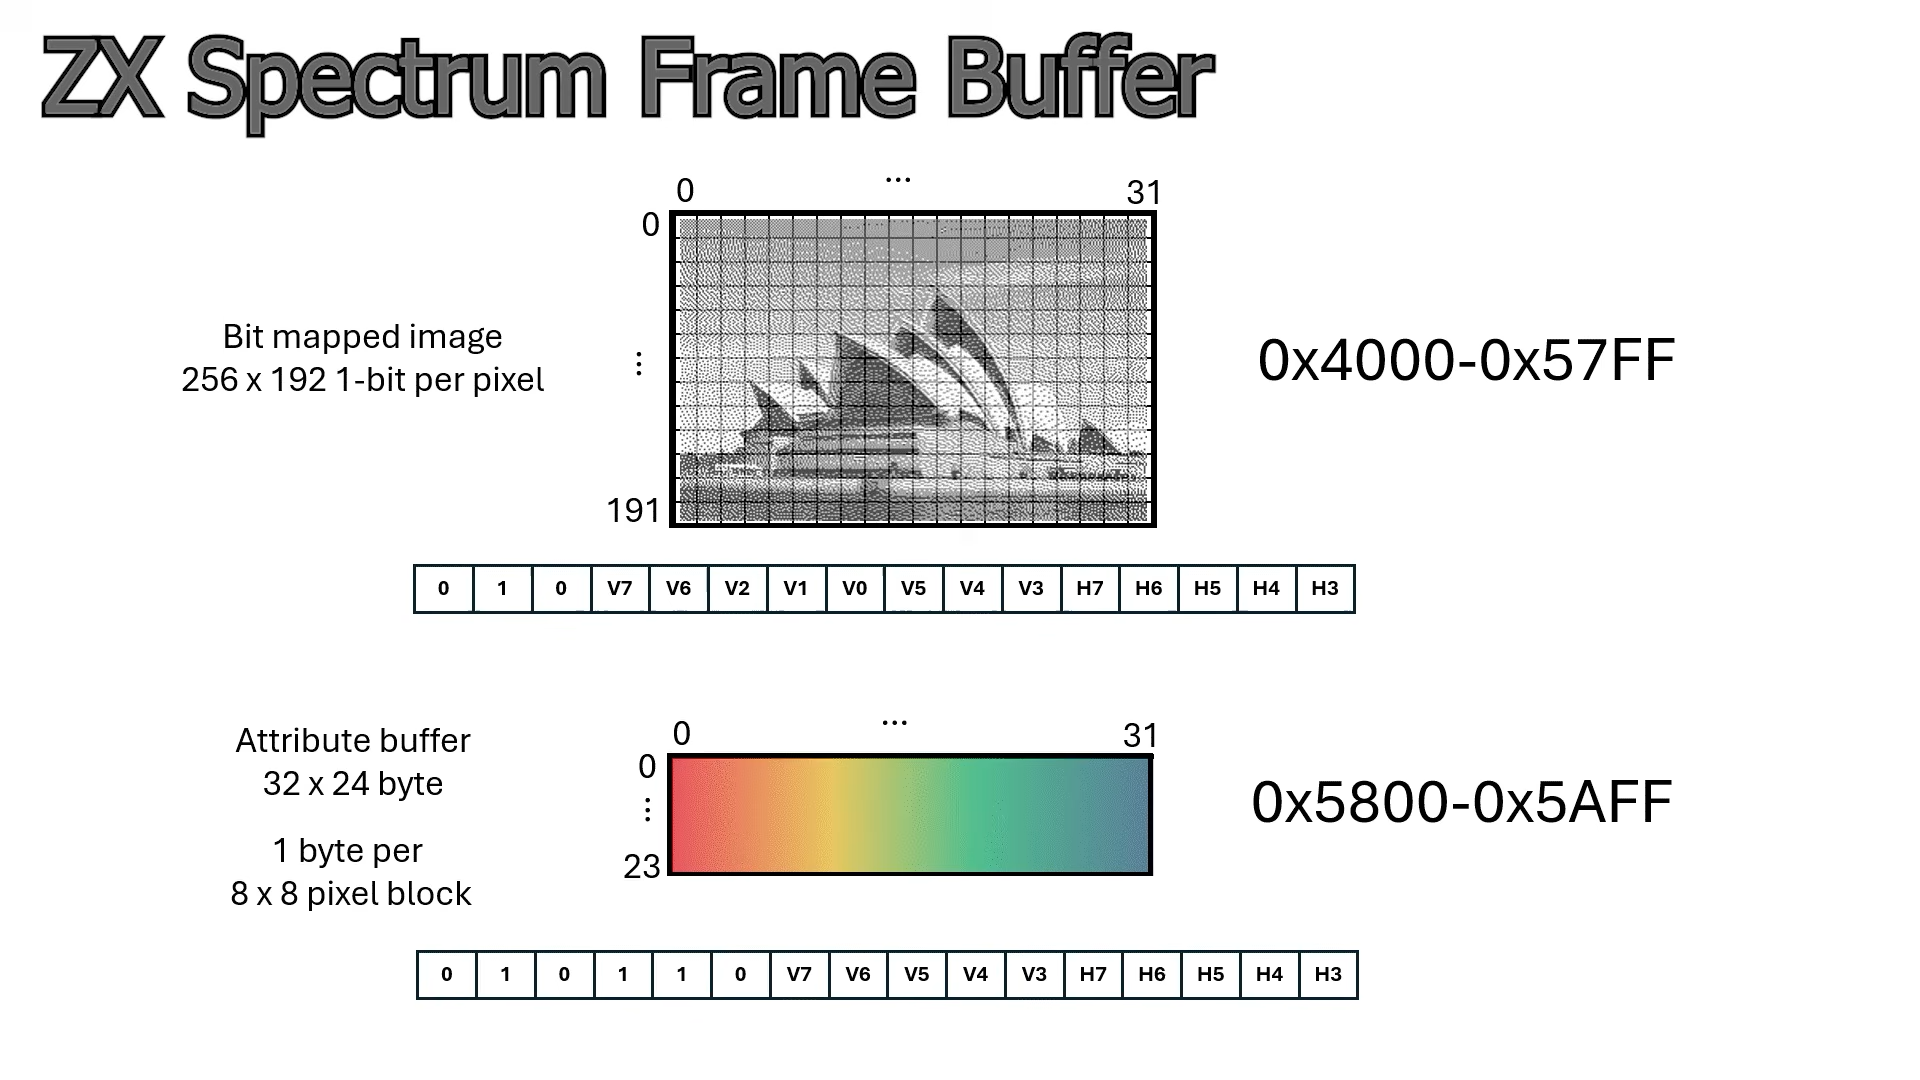 ZX Spectrum Frame Buffer
0 ... 31
0
Bit mapped image
256 x 192 1-bit per pixel
⋮
0x4000-0x57FF
191
0 1 0 V7 V6 V2 V1 V0 V5 V4 V3 H7 H6 H5 H4 H3
Attribute buffer
32 x 24 byte
1 byte per
8 x 8 pixel block
0 ... 31
0
⋮
23
0x5800-0x5AFF
0 1 0 1 1 0 V7 V6 V5 V4 V3 H7 H6 H5 H4 H3